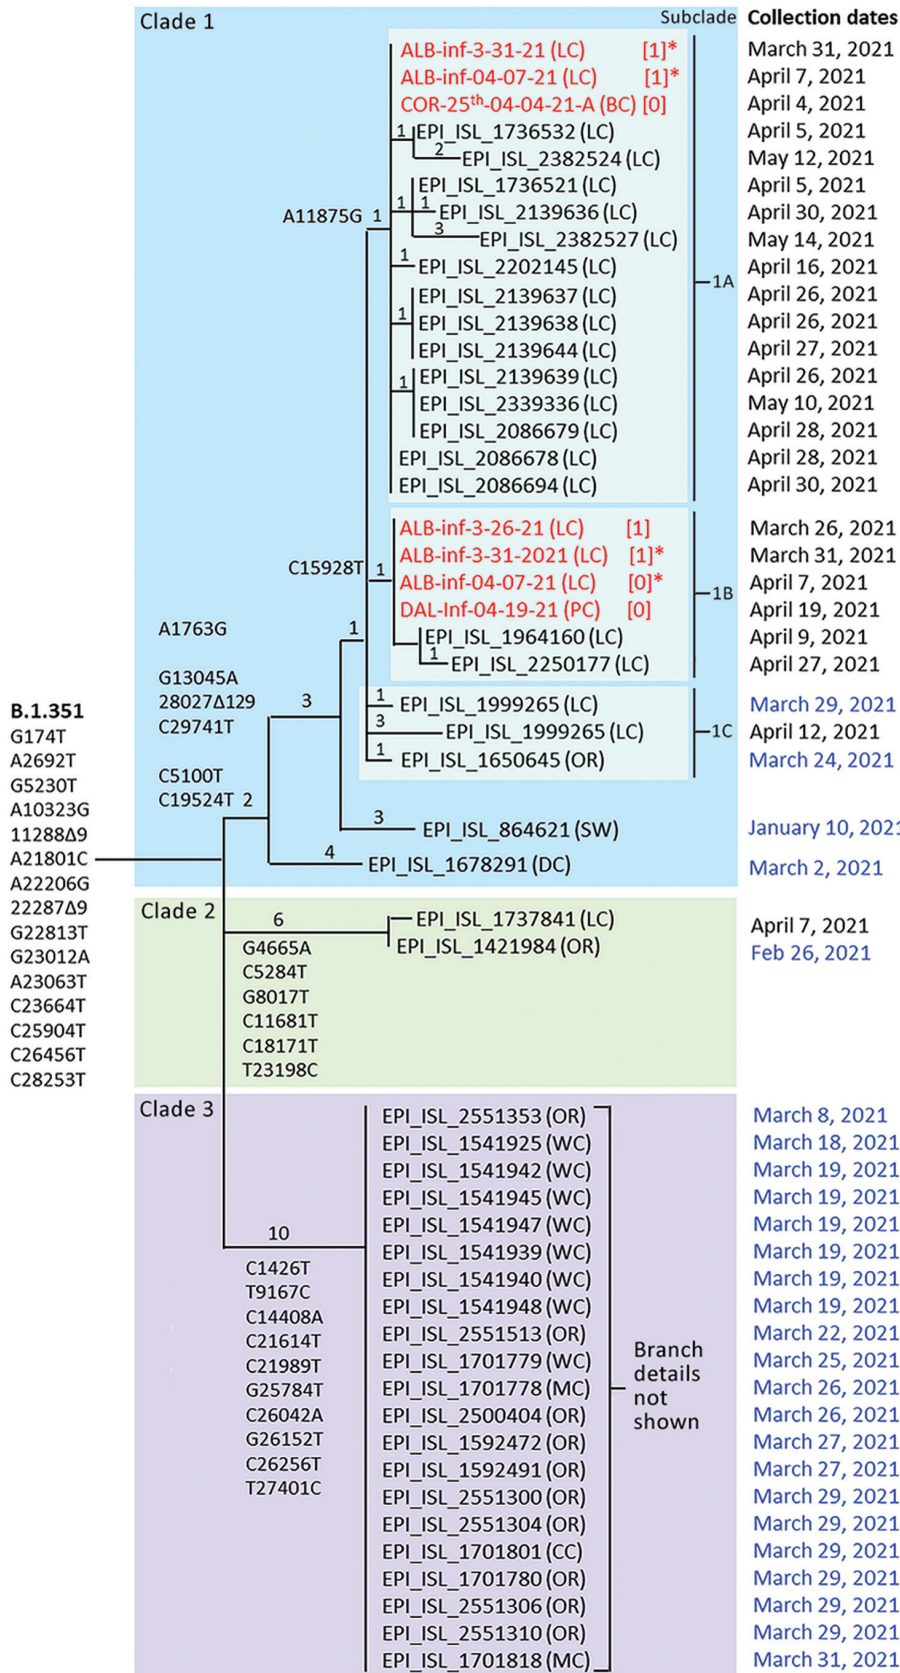 Clade 1
Subclade Collection dates
ALB-inf-3-31-21 (LC) [1]* March 31, 2021
ALB-inf-04-07-21 (LC) [1]* April 7, 2021
COR-25th-04-04-21-A (BC) [0] April 4, 2021
1 EPI_ISL_1736532 (LC) April 5, 2021
2 EPI_ISL_2382524 (LC) May 12, 2021
EPI_ISL_1736521 (LC) April 5, 2021
A11875G 1 1 1 EPI_ISL_2139636 (LC) April 30, 2021
3 EPI_ISL_2382527 (LC) May 14, 2021
1 EPI_ISL_2202145 (LC) April 16, 2021
1A
EPI_ISL_2139637 (LC) April 26, 2021
1 EPI_ISL_2139638 (LC) April 26, 2021
EPI_ISL_2139644 (LC) April 27, 2021
1 EPI_ISL_2139639 (LC) April 26, 2021
EPI_ISL_2339336 (LC) May 10, 2021
EPI_ISL_2086679 (LC) April 28, 2021
EPI_ISL_2086678 (LC) April 28, 2021
EPI_ISL_2086694 (LC) April 30, 2021
ALB-inf-3-26-21 (LC) [1] March 26, 2021
ALB-inf-3-31-2021 (LC) [1]* March 31, 2021
C15928T 1 ALB-inf-04-07-21 (LC) [0]* April 7, 2021
1B
DAL-Inf-04-19-21 (PC) [0] April 19, 2021
EPI_ISL_1964160 (LC) April 9, 2021
1 EPI_ISL_2250177 (LC) April 27, 2021
A1763G 1
G13045A
28027Δ129 3
C29741T
1 EPI_ISL_1999265 (LC) March 29, 2021
3 EPI_ISL_1999265 (LC) 1C April 12, 2021
1 EPI_ISL_1650645 (OR) March 24, 2021
C5100T
C19524T 2
3 EPI_ISL_864621 (SW) January 10, 2021
4 EPI_ISL_1678291 (DC) March 2, 2021
B.1.351
G174T
A2692T
G5230T
A10323G
11288Δ9
A21801C
A22206G
22287Δ9
G22813T
G23012A
A23063T
C23664T
C25904T
C26456T
C28253T
Clade 2
6 EPI_ISL_1737841 (LC) April 7, 2021
EPI_ISL_1421984 (OR) Feb 26, 2021
G4665A
C5284T
G8017T
C11681T
C18171T
T23198C
Clade 3
10
C1426T
T9167C
C14408A
C21614T
C21989T
G25784T
C26042A
G26152T
C26256T
T27401C
EPI_ISL_2551353 (OR) March 8, 2021
EPI_ISL_1541925 (WC) March 18, 2021
EPI_ISL_1541942 (WC) March 19, 2021
EPI_ISL_1541945 (WC) March 19, 2021
EPI_ISL_1541947 (WC) March 19, 2021
EPI_ISL_1541939 (WC) March 19, 2021
EPI_ISL_1541940 (WC) March 19, 2021
EPI_ISL_1541948 (WC) March 19, 2021
EPI_ISL_2551513 (OR) March 22, 2021
EPI_ISL_1701779 (WC) March 25, 2021
EPI_ISL_1701778 (MC) March 26, 2021
EPI_ISL_2500404 (OR) March 26, 2021
EPI_ISL_1592472 (OR) March 27, 2021
EPI_ISL_1592491 (OR) March 27, 2021
EPI_ISL_2551300 (OR) March 29, 2021
EPI_ISL_2551304 (OR) March 29, 2021
EPI_ISL_1701801 (CC) March 29, 2021
EPI_ISL_1701780 (OR) March 29, 2021
EPI_ISL_2551306 (OR) March 29, 2021
EPI_ISL_2551310 (OR) March 29, 2021
EPI_ISL_1701818 (MC) March 31, 2021
Branch
details
not
shown